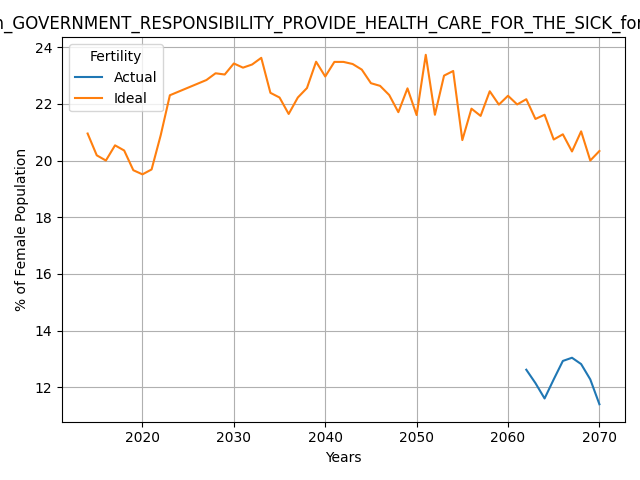 GOVERNMENT_RESPONSIBILITY_PROVIDE_HEALTH_CARE_FOR_THE_SICK
Fertility
Actual
Ideal
24
22
20
18
16
14
12
% of Female Population
2020 2030 2040 2050 2060 2070
Years